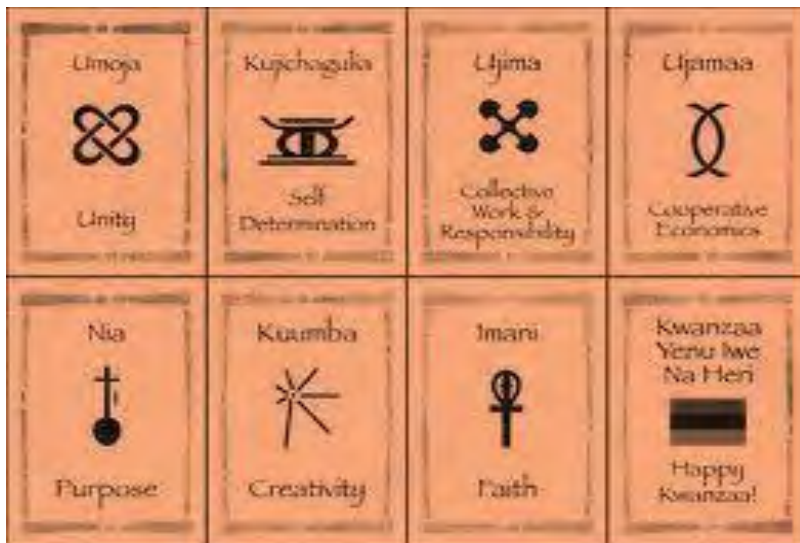 Umoja
Unity
Kujichagulia
Self
Determination
Ujima
Collective
Work &
Responsibility
Ujamaa
Cooperative
Economics
Nia
Purpose
Kuumba
Creativity
Imani
Faith
Kwanzaa
Yenu Iwe
Na Heri
Happy
Kwanzaa!